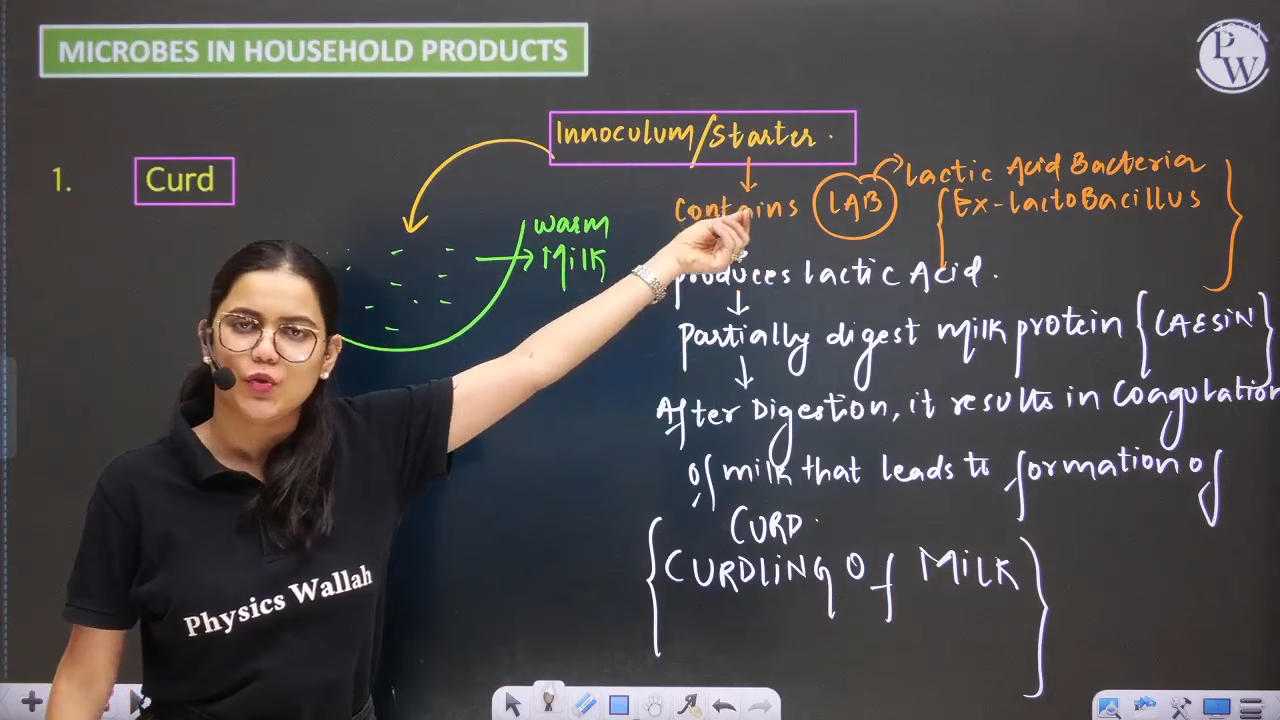 MICROBES IN HOUSEHOLD PRODUCTS
PW
Innoculum/Starter.
1. Curd
Contains LAB
Lactic Acid Bacteria
Ex-LactoBacillus
warm
Milk
produces Lactic Acid.
Partially digest milk protein {CAESiN}
After Digestion, it results in Coagulation
of milk that leads to formation of
CURD.
{CURDLiNg Of MiLK}
Physics Wallah